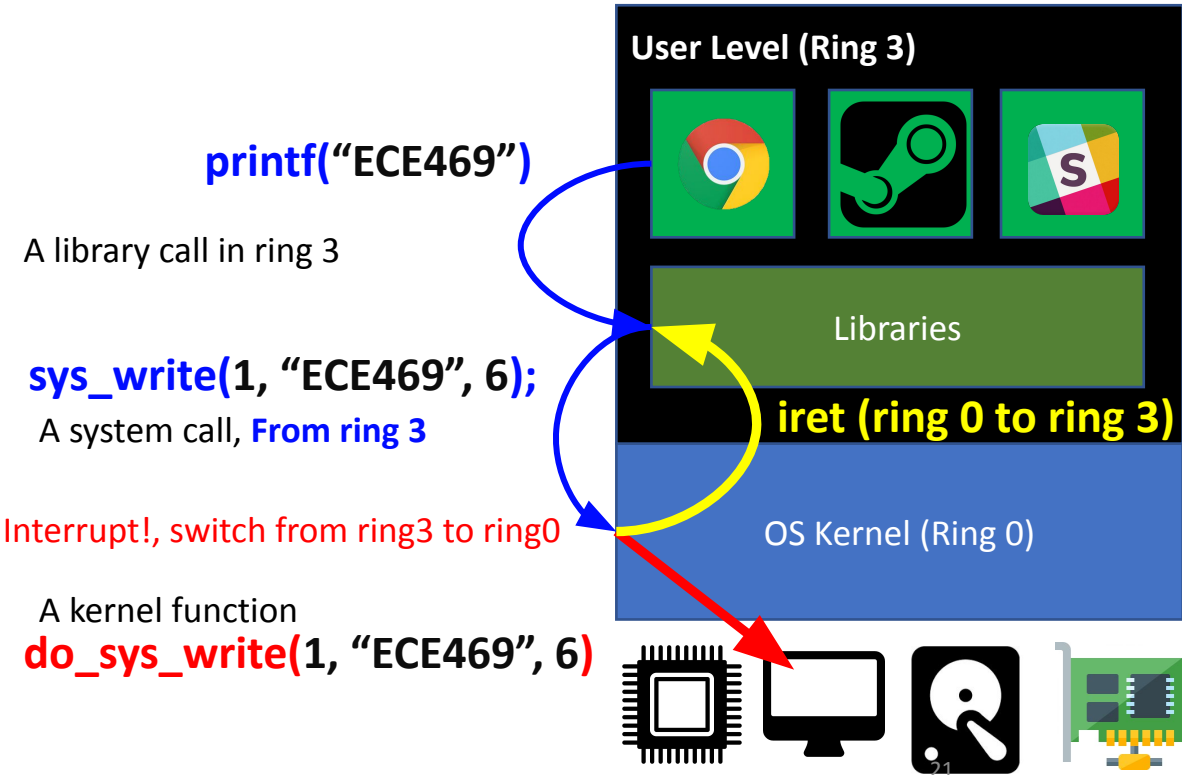 User Level (Ring 3)
printf(“ECE469”)
S
A library call in ring 3
Libraries
sys_write(1, “ECE469”, 6);
A system call, From ring 3
iret (ring 0 to ring 3)
Interrupt!, switch from ring3 to ring0
OS Kernel (Ring 0)
A kernel function
do_sys_write(1, “ECE469”, 6)
21